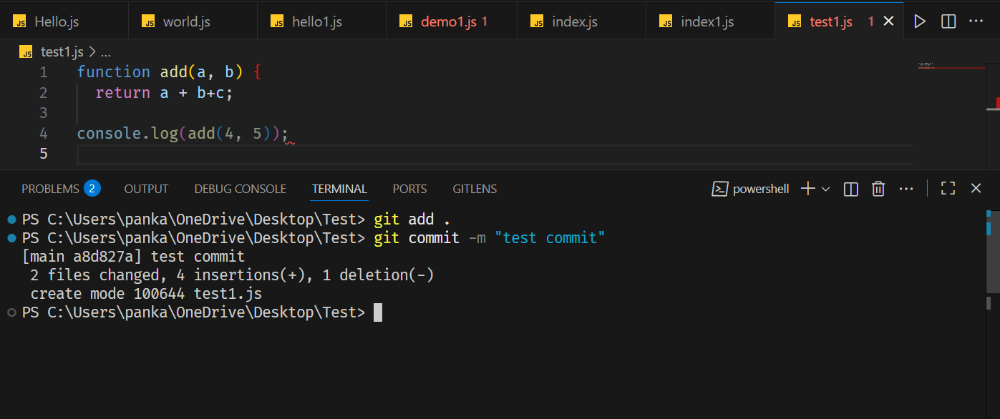 JS Hello.js JS world.js JS hello1.js JS demo1.js 1 JS index.js JS index1.js JS test1.js 1
JS test1.js > ...
1 function add(a, b) {
2 return a + b+c;
3
4 console.log(add(4, 5));
5
PROBLEMS 2 OUTPUT DEBUG CONSOLE TERMINAL PORTS GITLENS powershell
PS C:\Users\panka\OneDrive\Desktop\Test> git add .
PS C:\Users\panka\OneDrive\Desktop\Test> git commit -m "test commit"
[main a8d827a] test commit
2 files changed, 4 insertions(+), 1 deletion(-)
create mode 100644 test1.js
PS C:\Users\panka\OneDrive\Desktop\Test>